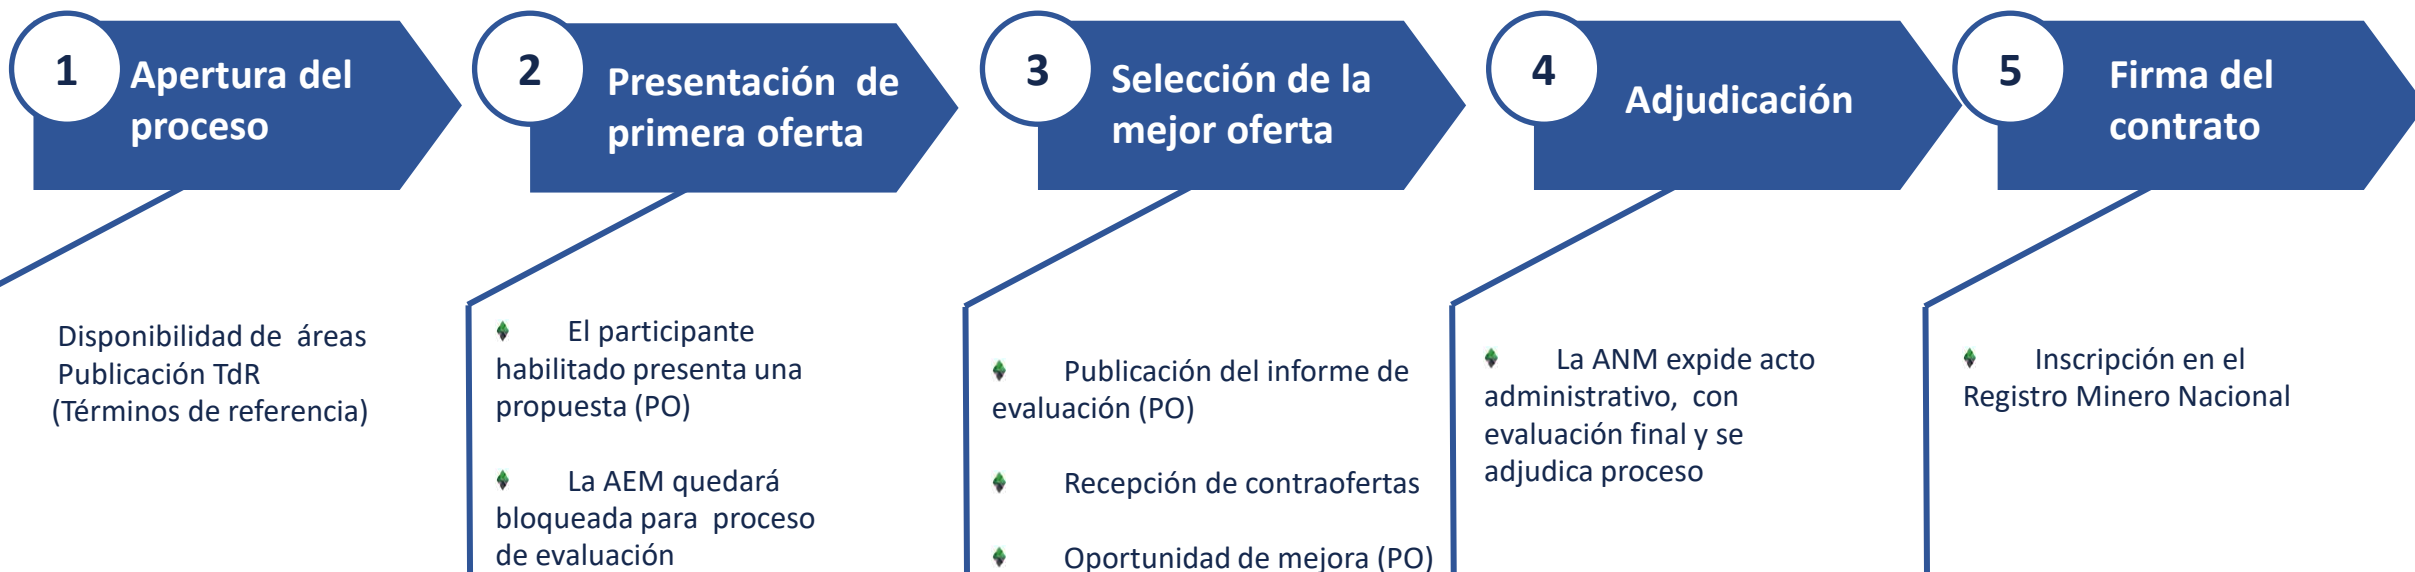 1
Apertura del
proceso
Disponibilidad de áreas
Publicación TdR
(Términos de referencia)
2
Presentación de
primera oferta
El participante
habilitado presenta una
propuesta (PO)
La AEM quedará
bloqueada para proceso
de evaluación
3
Selección de la
mejor oferta
Publicación del informe de
evaluación (PO)
Recepción de contraofertas
Oportunidad de mejora (PO)
4
Adjudicación
La ANM expide acto
administrativo, con
evaluación final y se
adjudica proceso
5
Firma del
contrato
Inscripción en el
Registro Minero Nacional